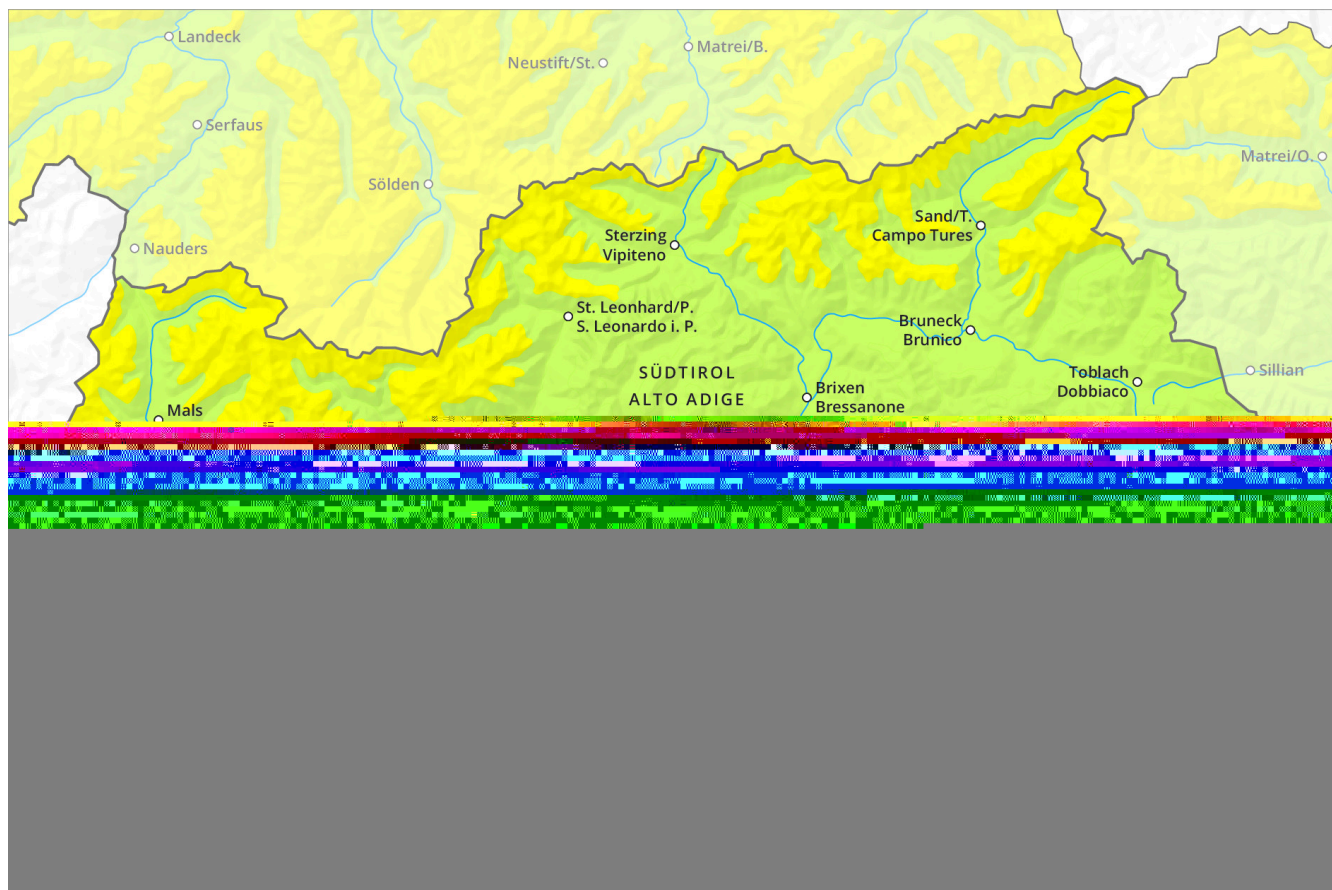 Landeck
Matrei/B.
Neustift/St.
Serfaus
Matrei/O.
Sölden
Sand/T.
Campo Tures
Sterzing
Vipiteno
Nauders
St. Leonhard/P.
S. Leonardo i. P.
Bruneck
Brunico
SÜDTIROL
ALTO ADIGE
Toblach
Dobbiaco
Sillian
Brixen
Bressanone
Mals